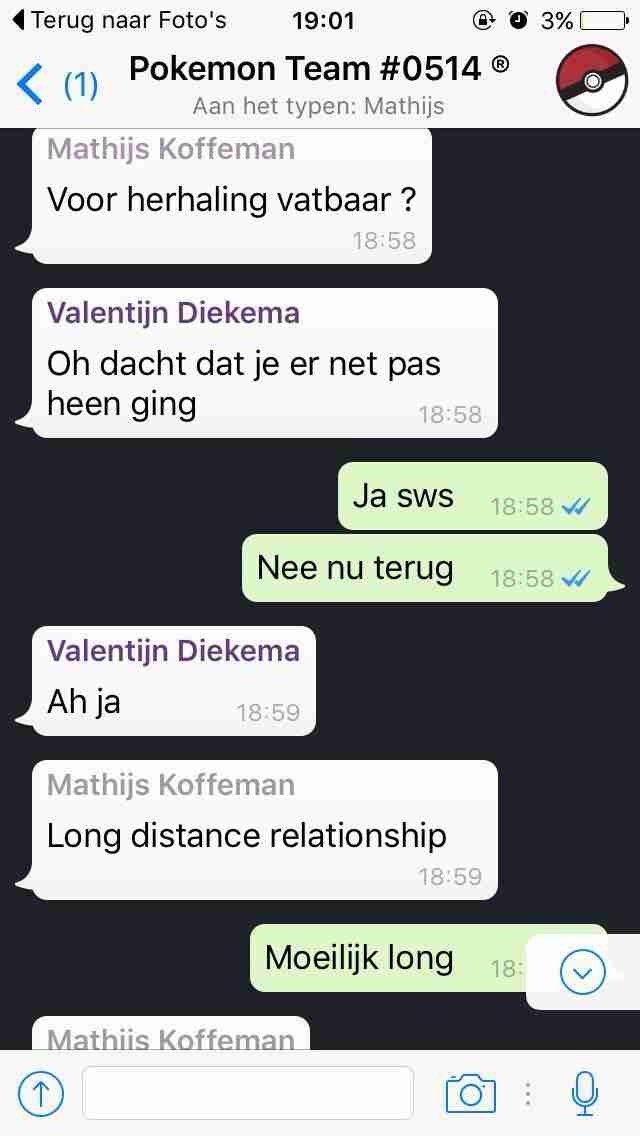 Terug naar Foto's 19:01 3%
(1) Pokemon Team #0514 ®
Aan het typen: Mathijs
Mathijs Koffeman
Voor herhaling vatbaar ?
18:58
Valentijn Diekema
Oh dacht dat je er net pas
heen ging 18:58
Ja sws 18:58
Nee nu terug 18:58
Valentijn Diekema
Ah ja 18:59
Mathijs Koffeman
Long distance relationship
18:59
Moeilijk long 18:
Mathijs Koffeman